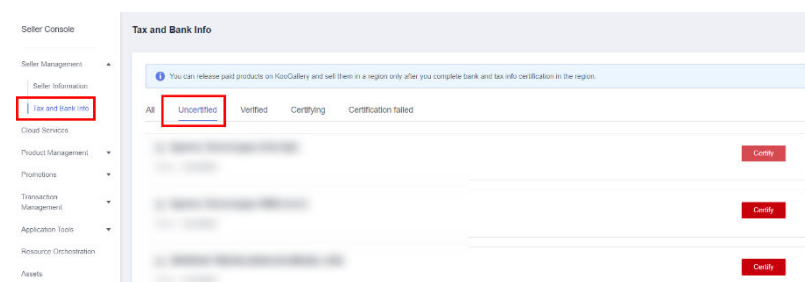 Seller Console
Tax and Bank Info
Seller Management
Seller Information
Tax and Bank Info
Cloud Services
Product Management
Promotions
Transaction
Management
Application Tools
Resource Orchestration
Assets
You can release paid products on KooGallery and sell them in a region only after you complete bank and tax info certification in the region.
All Uncertified Verified Certifying Certification failed
Certify
Certify
Certify